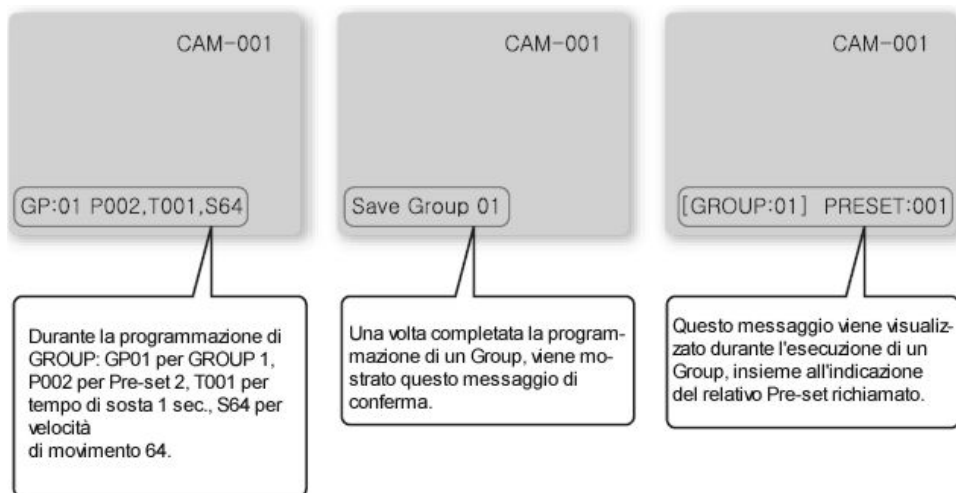 CAM-001
GP:01 P002,T001,S64
Durante la programmazione di
GROUP: GP01 per GROUP 1,
P002 per Pre-set 2, T001 per
tempo di sosta 1 sec., S64 per
velocità
di movimento 64.
CAM-001
Save Group 01
Una volta completata la program-
mazione di un Group, viene mo-
strato questo messaggio di
conferma.
CAM-001
[GROUP:01] PRESET:001
Questo messaggio viene visualiz-
zato durante l'esecuzione di un
Group, insieme all'indicazione
del relativo Pre-set richiamato.